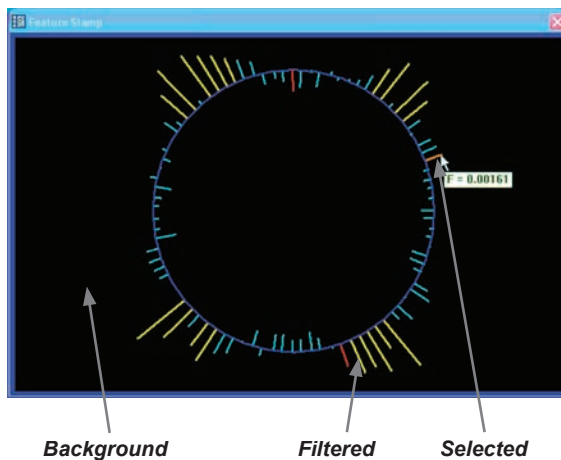 Feature Stamp
F = 0.00161
Background Filtered Selected